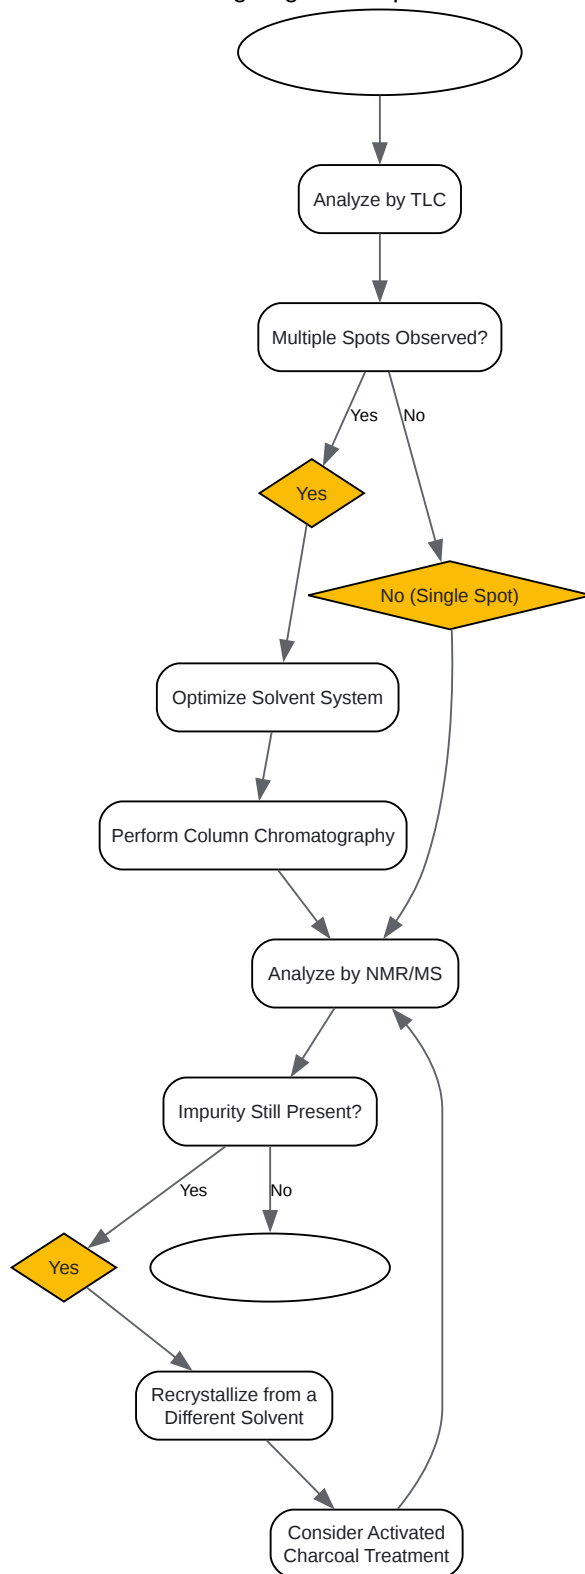 Analyze by TLC
Multiple Spots Observed?
Yes
No
Yes
No (Single Spot)
Optimize Solvent System
Perform Column Chromatography
Analyze by NMR/MS
Impurity Still Present?
Yes
No
Yes
Recrystallize from a
Different Solvent
Consider Activated
Charcoal Treatment